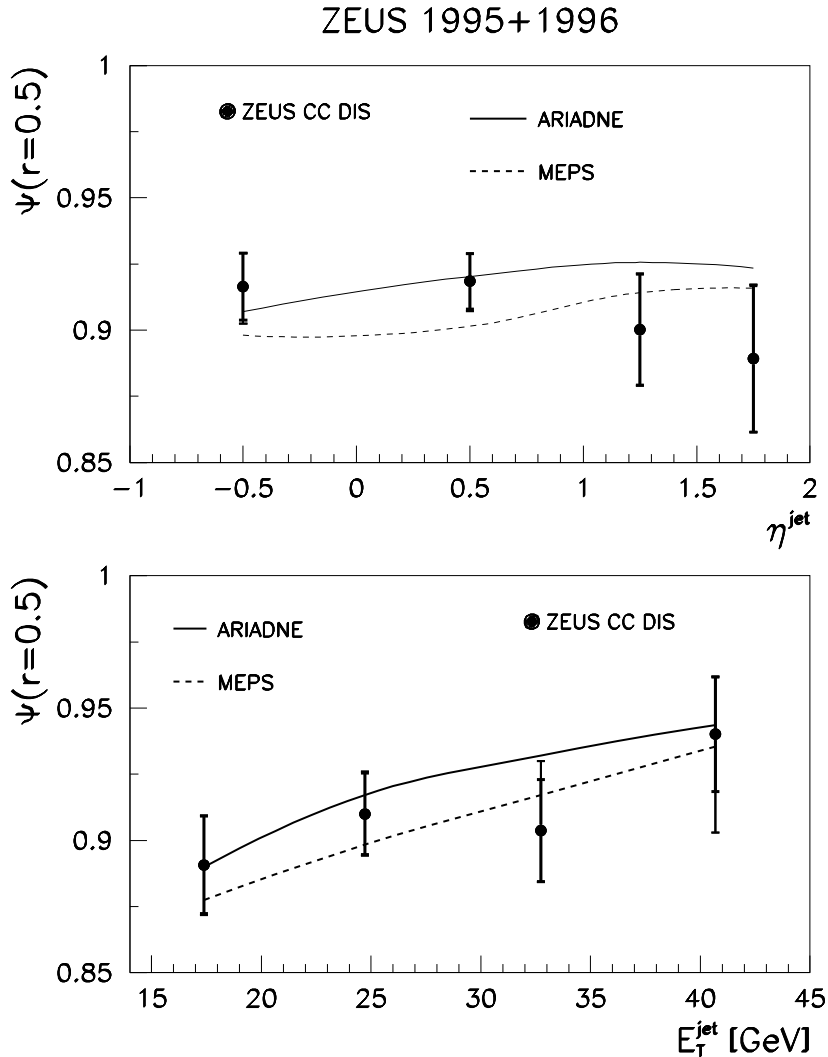 ZEUS 1995+1996
1
ZEUS CC DIS
ARIADNE
MEPS
ψ(r=0.5)
0.95
0.9
0.85
−1 −0.5 0 0.5 1 1.5 2
η^jet
1
ARIADNE
ZEUS CC DIS
MEPS
ψ(r=0.5)
0.95
0.9
0.85
15 20 25 30 35 40 45
E_T^jet [GeV]